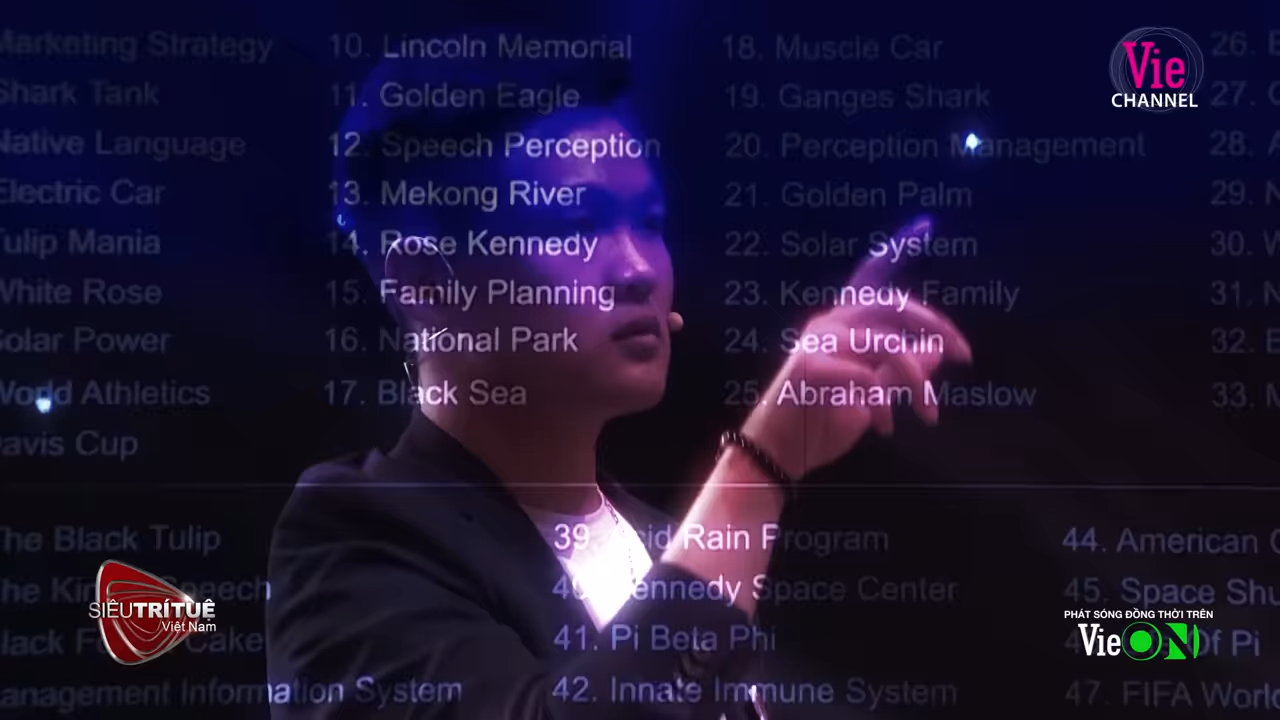 Marketing Strategy
Shark Tank
Native Language
Electric Car
Tulip Mania
White Rose
Solar Power
World Athletics
Davis Cup
10. Lincoln Memorial
11. Golden Eagle
12. Speech Perception
13. Mekong River
14. Rose Kennedy
15. Family Planning
16. National Park
17. Black Sea
18. Muscle Car
19. Ganges Shark
20. Perception Management
21. Golden Palm
22. Solar System
23. Kennedy Family
24. Sea Urchin
25. Abraham Maslow
26.
27.
28.
29.
30.
31.
32.
33.
Vie
CHANNEL
The Black Tulip
The King Speech
Black Cake
Management Information System
39. Acid Rain Program
40. Kennedy Space Center
41. Pi Beta Phi
42. Innate Immune System
44. American
45. Space
Of Pi
47. FIFA World
SIÊUTRÍTUỆ
Việt Nam
PHÁT SÓNG ĐỒNG THỜI TRÊN
VieON